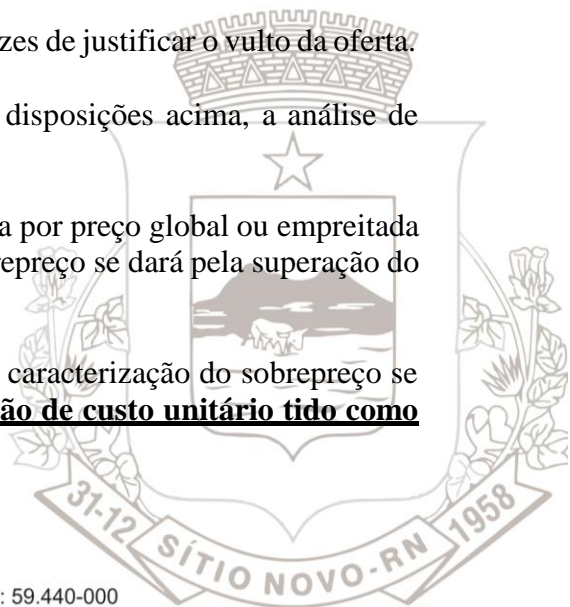 zes de justificar o vulto da oferta.
disposições acima, a análise de
a por preço global ou empreitada
repreço se dará pela superação do
caracterização do sobrepreço se
ão de custo unitário tido como
31-12 SÍTIO NOVO-RN 1958
: 59.440-000